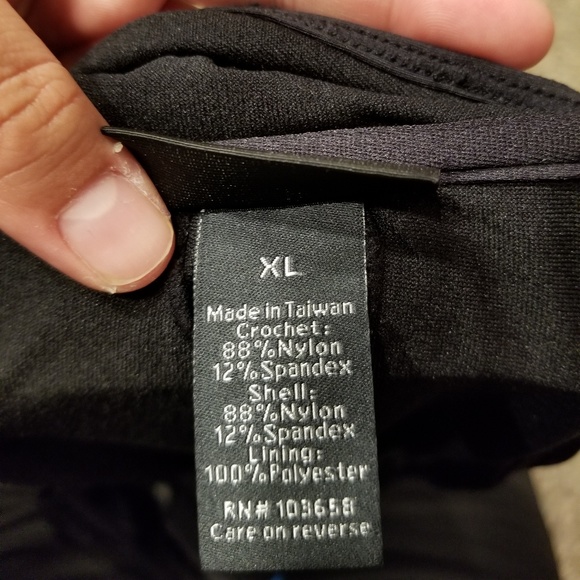 XL
Made in Taiwan
Crochet:
88%Nylon
12%Spandex
Shell:
88%Nylon
12%Spandex
Lining:
100%Polyester
RN# 103658
Care on reverse